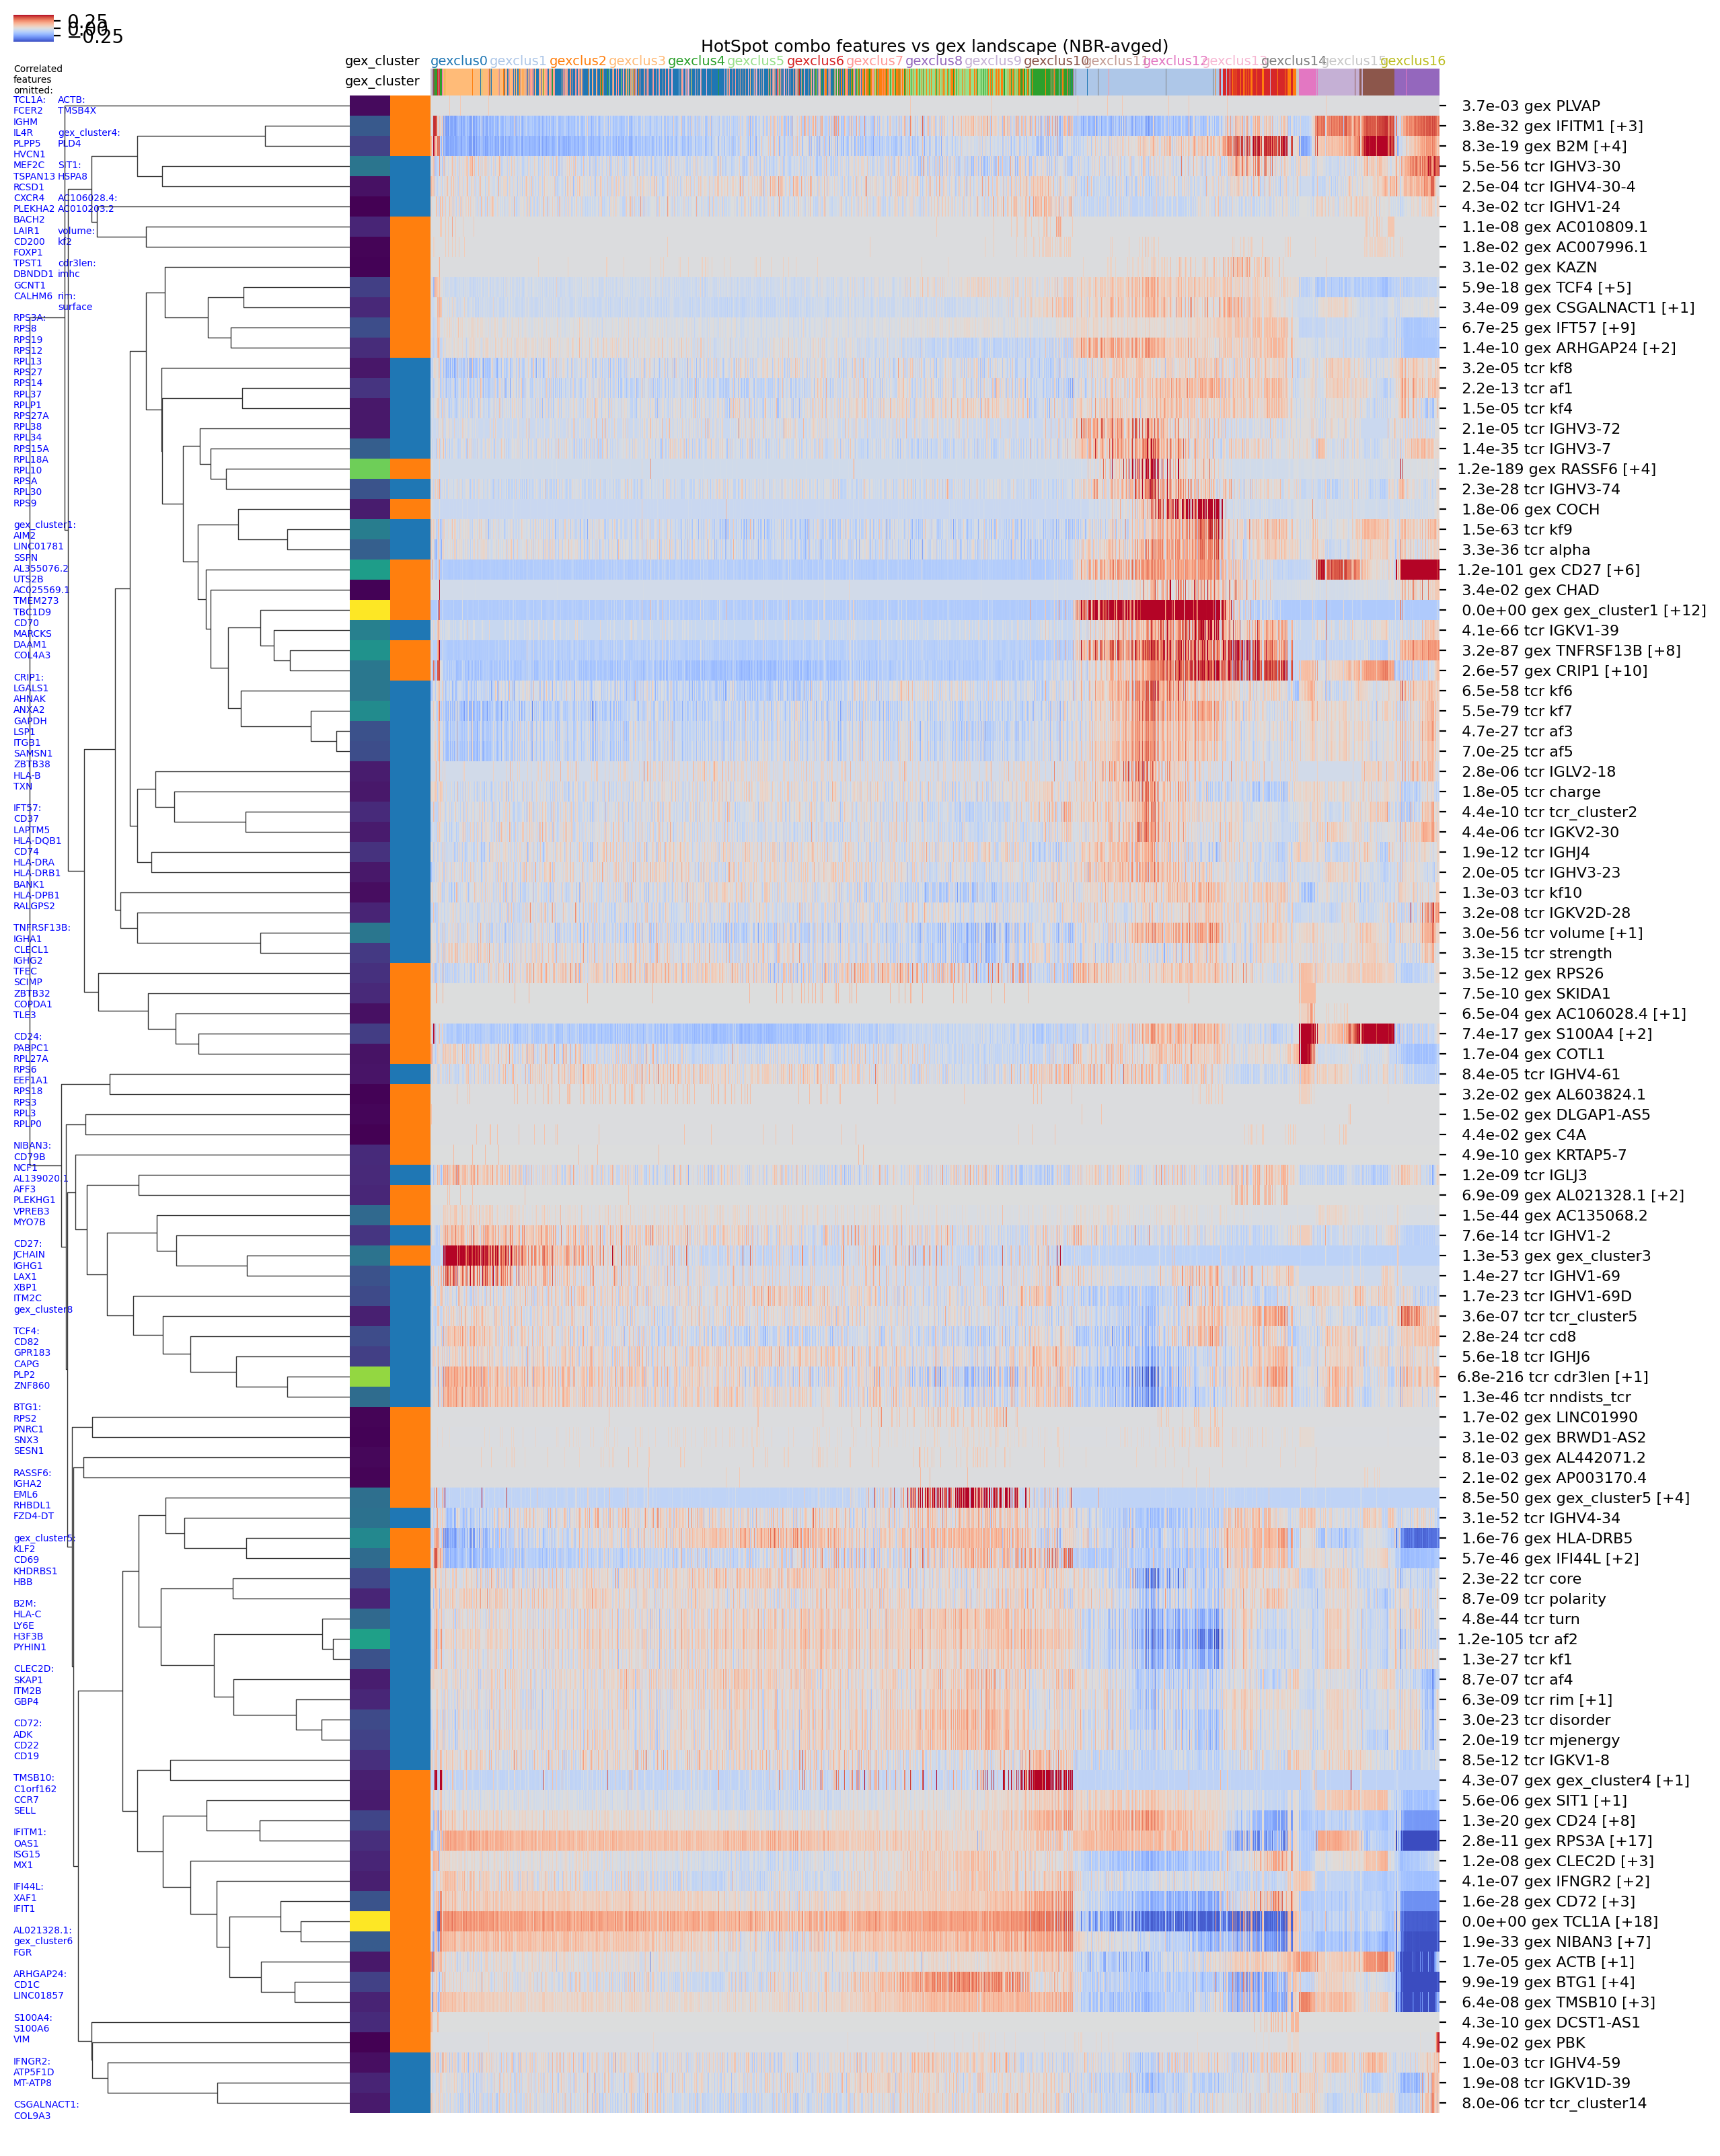 0.25
0.00
−0.25
HotSpot combo features vs gex landscape (NBR-avged)
gex_cluster gexclus0 gexclus1 gexclus2 gexclus3 gexclus4 gexclus5 gexclus6 gexclus7 gexclus8 gexclus9 gexclus10 gexclus11 gexclus12 gexclus13 gexclus14 gexclus15 gexclus16
gex_cluster
Correlated
features
omitted:
TCL1A:
FCER2
IGHM
IL4R
PLPP5
HVCN1
MEF2C
TSPAN13
RCSD1
CXCR4
PLEKHA2
BACH2
LAIR1
CD200
FOXP1
TPST1
DBNDD1
GCNT1
CALHM6
RPS3A:
RPS8
RPS19
RPS12
RPL13
RPS27
RPS14
RPL37
RPLP1
RPS27A
RPL38
RPL34
RPS15A
RPL18A
RPL10
RPSA
RPL30
RPS9
gex_cluster1:
AIM2
LINC01781
SSPN
AL355076.2
UTS2B
AC025569.1
TMEM273
TBC1D9
CD70
MARCKS
DAAM1
COL4A3
CRIP1:
LGALS1
AHNAK
ANXA2
GAPDH
LSP1
ITGB1
SAMSN1
ZBTB38
HLA-B
TXN
IFT57:
CD37
LAPTM5
HLA-DQB1
CD74
HLA-DRA
HLA-DRB1
BANK1
HLA-DPB1
RALGPS2
TNFRSF13B:
IGHA1
CLECL1
IGHG2
TFEC
SCIMP
ZBTB32
COPDA1
TLE3
CD24:
PABPC1
RPL27A
RPS6
EEF1A1
RPS18
RPS3
RPL3
RPLP0
NIBAN3:
CD79B
NCF1
AL139020.1
AFF3
PLEKHG1
VPREB3
MYO7B
CD27:
JCHAIN
IGHG1
LAX1
XBP1
ITM2C
gex_cluster8
TCF4:
CD82
GPR183
CAPG
PLP2
ZNF860
BTG1:
RPS2
PNRC1
SNX3
SESN1
RASSF6:
IGHA2
EML6
RHBDL1
FZD4-DT
gex_cluster5:
KLF2
CD69
KHDRBS1
HBB
B2M:
HLA-C
LY6E
H3F3B
PYHIN1
CLEC2D:
SKAP1
ITM2B
GBP4
CD72:
ADK
CD22
CD19
TMSB10:
C1orf162
CCR7
SELL
IFITM1:
OAS1
ISG15
MX1
IFI44L:
XAF1
IFIT1
AL021328.1:
gex_cluster6
FGR
ARHGAP24:
CD1C
LINC01857
S100A4:
S100A6
VIM
IFNGR2:
ATP5F1D
MT-ATP8
CSGALNACT1:
COL9A3
ACTB:
TMSB4X
gex_cluster4:
PLD4
SIT1:
HSPA8
AC106028.4:
AC010203.2
volume:
kf2
cdr3len:
imhc
rim:
surface
3.7e-03 gex PLVAP
3.8e-32 gex IFITM1 [+3]
8.3e-19 gex B2M [+4]
5.5e-56 tcr IGHV3-30
2.5e-04 tcr IGHV4-30-4
4.3e-02 tcr IGHV1-24
1.1e-08 gex AC010809.1
1.8e-02 gex AC007996.1
3.1e-02 gex KAZN
5.9e-18 gex TCF4 [+5]
3.4e-09 gex CSGALNACT1 [+1]
6.7e-25 gex IFT57 [+9]
1.4e-10 gex ARHGAP24 [+2]
3.2e-05 tcr kf8
2.2e-13 tcr af1
1.5e-05 tcr kf4
2.1e-05 tcr IGHV3-72
1.4e-35 tcr IGHV3-7
1.2e-189 gex RASSF6 [+4]
2.3e-28 tcr IGHV3-74
1.8e-06 gex COCH
1.5e-63 tcr kf9
3.3e-36 tcr alpha
1.2e-101 gex CD27 [+6]
3.4e-02 gex CHAD
0.0e+00 gex gex_cluster1 [+12]
4.1e-66 tcr IGKV1-39
3.2e-87 gex TNFRSF13B [+8]
2.6e-57 gex CRIP1 [+10]
6.5e-58 tcr kf6
5.5e-79 tcr kf7
4.7e-27 tcr af3
7.0e-25 tcr af5
2.8e-06 tcr IGLV2-18
1.8e-05 tcr charge
4.4e-10 tcr tcr_cluster2
4.4e-06 tcr IGKV2-30
1.9e-12 tcr IGHJ4
2.0e-05 tcr IGHV3-23
1.3e-03 tcr kf10
3.2e-08 tcr IGKV2D-28
3.0e-56 tcr volume [+1]
3.3e-15 tcr strength
3.5e-12 gex RPS26
7.5e-10 gex SKIDA1
6.5e-04 gex AC106028.4 [+1]
7.4e-17 gex S100A4 [+2]
1.7e-04 gex COTL1
8.4e-05 tcr IGHV4-61
3.2e-02 gex AL603824.1
1.5e-02 gex DLGAP1-AS5
4.4e-02 gex C4A
4.9e-10 gex KRTAP5-7
1.2e-09 tcr IGLJ3
6.9e-09 gex AL021328.1 [+2]
1.5e-44 gex AC135068.2
7.6e-14 tcr IGHV1-2
1.3e-53 gex gex_cluster3
1.4e-27 tcr IGHV1-69
1.7e-23 tcr IGHV1-69D
3.6e-07 tcr tcr_cluster5
2.8e-24 tcr cd8
5.6e-18 tcr IGHJ6
6.8e-216 tcr cdr3len [+1]
1.3e-46 tcr nndists_tcr
1.7e-02 gex LINC01990
3.1e-02 gex BRWD1-AS2
8.1e-03 gex AL442071.2
2.1e-02 gex AP003170.4
8.5e-50 gex gex_cluster5 [+4]
3.1e-52 tcr IGHV4-34
1.6e-76 gex HLA-DRB5
5.7e-46 gex IFI44L [+2]
2.3e-22 tcr core
8.7e-09 tcr polarity
4.8e-44 tcr turn
1.2e-105 tcr af2
1.3e-27 tcr kf1
8.7e-07 tcr af4
6.3e-09 tcr rim [+1]
3.0e-23 tcr disorder
2.0e-19 tcr mjenergy
8.5e-12 tcr IGKV1-8
4.3e-07 gex gex_cluster4 [+1]
5.6e-06 gex SIT1 [+1]
1.3e-20 gex CD24 [+8]
2.8e-11 gex RPS3A [+17]
1.2e-08 gex CLEC2D [+3]
4.1e-07 gex IFNGR2 [+2]
1.6e-28 gex CD72 [+3]
0.0e+00 gex TCL1A [+18]
1.9e-33 gex NIBAN3 [+7]
1.7e-05 gex ACTB [+1]
9.9e-19 gex BTG1 [+4]
6.4e-08 gex TMSB10 [+3]
4.3e-10 gex DCST1-AS1
4.9e-02 gex PBK
1.0e-03 tcr IGHV4-59
1.9e-08 tcr IGKV1D-39
8.0e-06 tcr tcr_cluster14